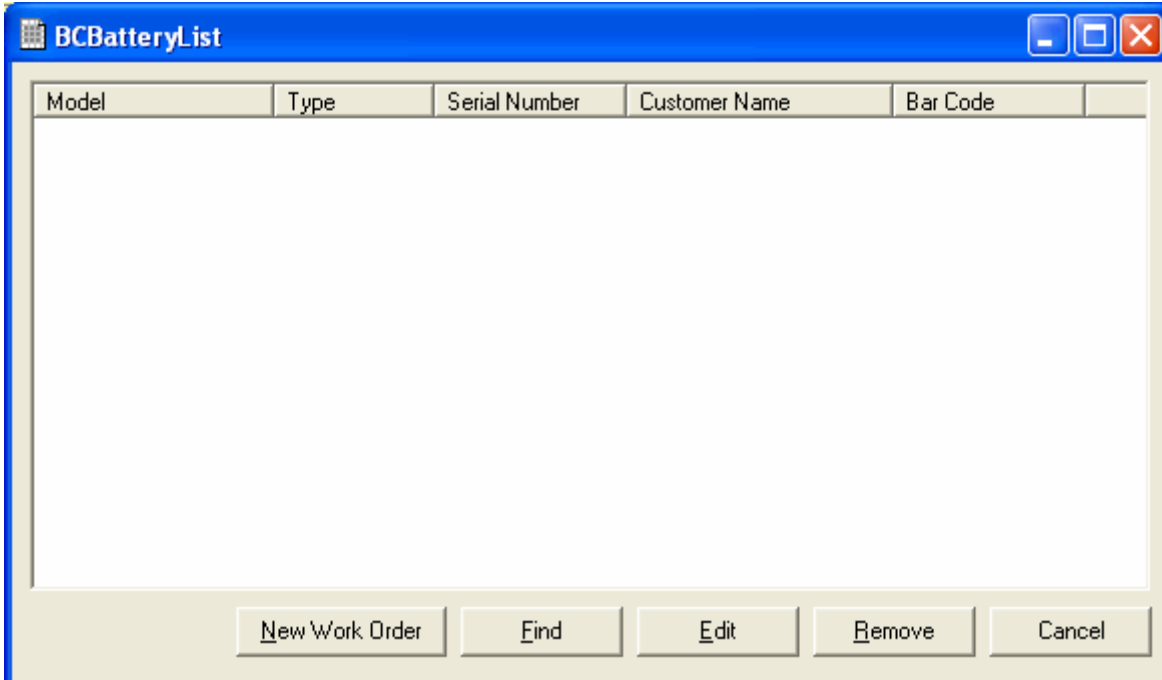 BCBatteryList
Model Type Serial Number Customer Name Bar Code
New Work Order Find Edit Remove Cancel